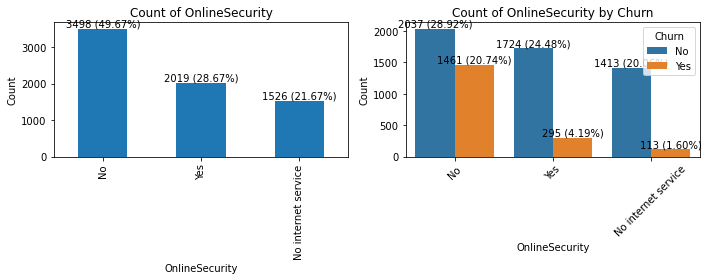 Count of OnlineSecurity
3498 (49.67%)
2019 (28.67%)
1526 (21.67%)
3000
2000
1000
0
Count
No
Yes
No internet service
OnlineSecurity
Count of OnlineSecurity by Churn
2037 (28.92%)
1461 (20.74%)
1724 (24.48%)
295 (4.19%)
113 (1.60%)
Churn
No
Yes
2000
1500
1000
500
0
Count
No
Yes
No internet service
OnlineSecurity